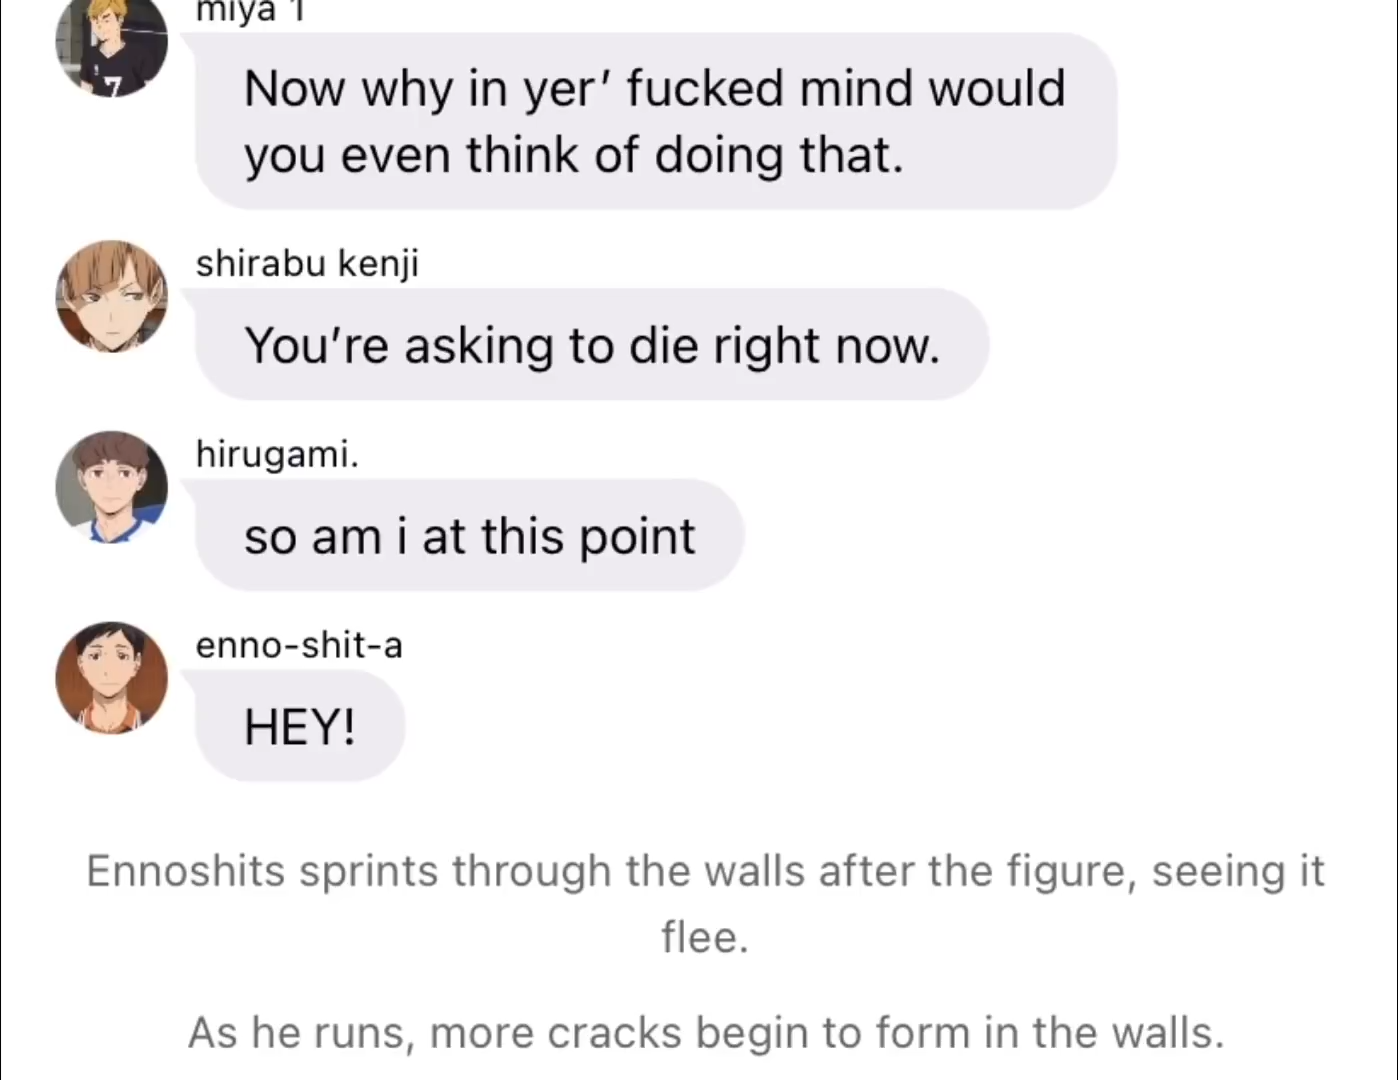 miya 1
7
Now why in yer’ fucked mind would
you even think of doing that.
shirabu kenji
You’re asking to die right now.
hirugami.
so am i at this point
enno-shit-a
HEY!
Ennoshits sprints through the walls after the figure, seeing it
flee.
As he runs, more cracks begin to form in the walls.